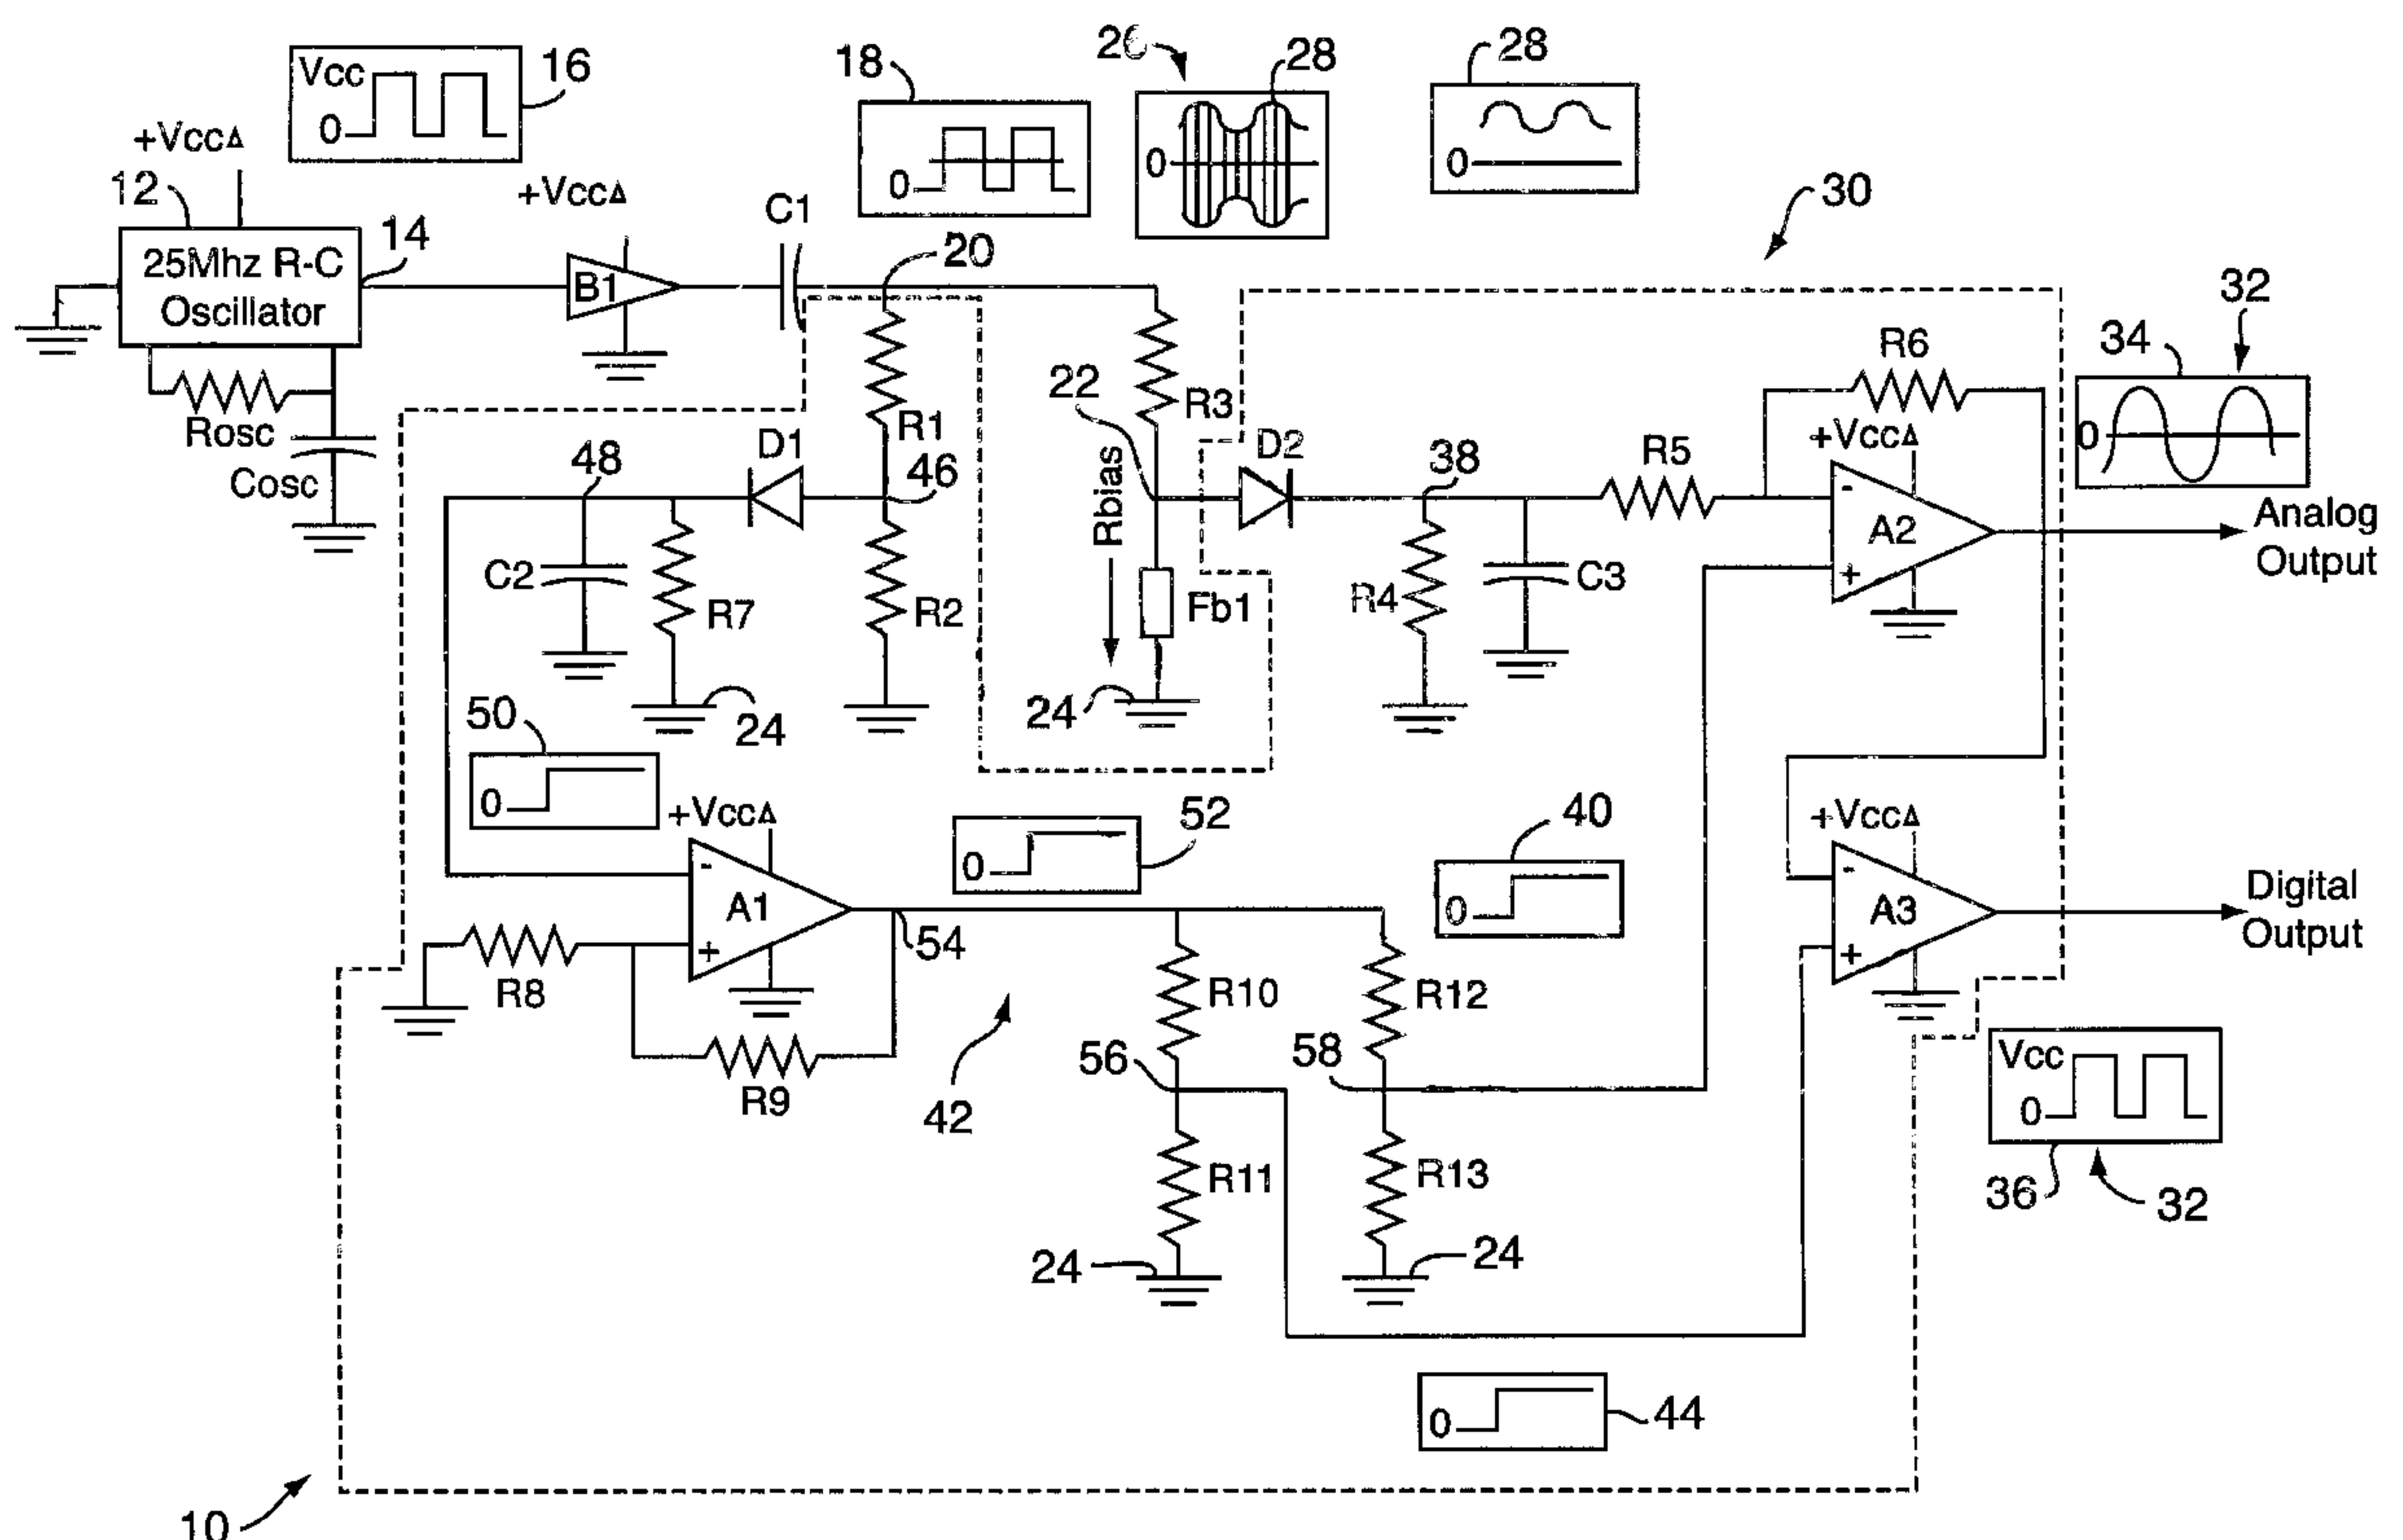 Vcc
0
16
18
0
26
28
0
28
0
30
+Vcc
12
14
25Mhz R-C
Oscillator
Rosc
Cosc
+Vcc
B1
C1
20
R1
R3
22
Rbias
D1
D2
46
48
38
C2
R7
R2
Fb1
24
24
R4
C3
R5
R6
+Vcc
-
A2
+
32
34
0
Analog
Output
50
0
+Vcc
-
A1
+
R8
R9
54
52
0
40
0
+Vcc
-
A3
+
Digital
Output
42
R10
R12
56
58
R11
R13
24
24
Vcc
0
36
32
0
44
10